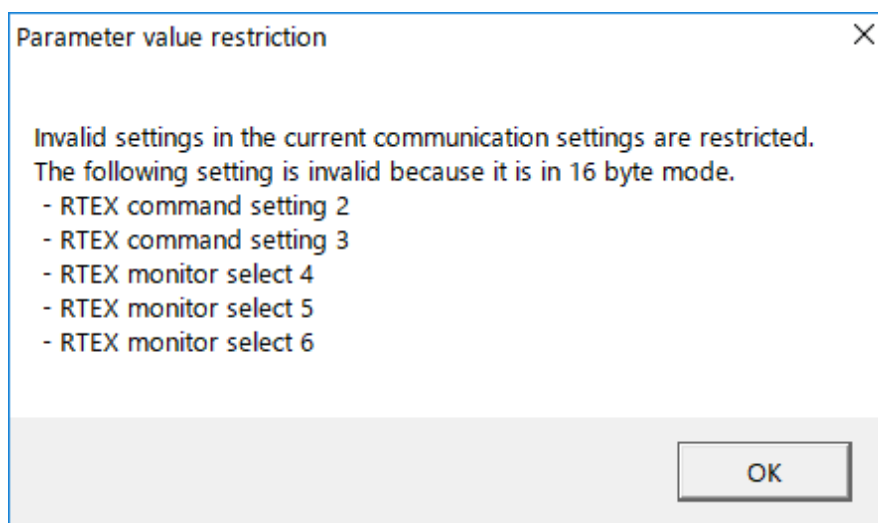 Parameter value restriction
Invalid settings in the current communication settings are restricted.
The following setting is invalid because it is in 16 byte mode.
- RTEX command setting 2
- RTEX command setting 3
- RTEX monitor select 4
- RTEX monitor select 5
- RTEX monitor select 6
OK